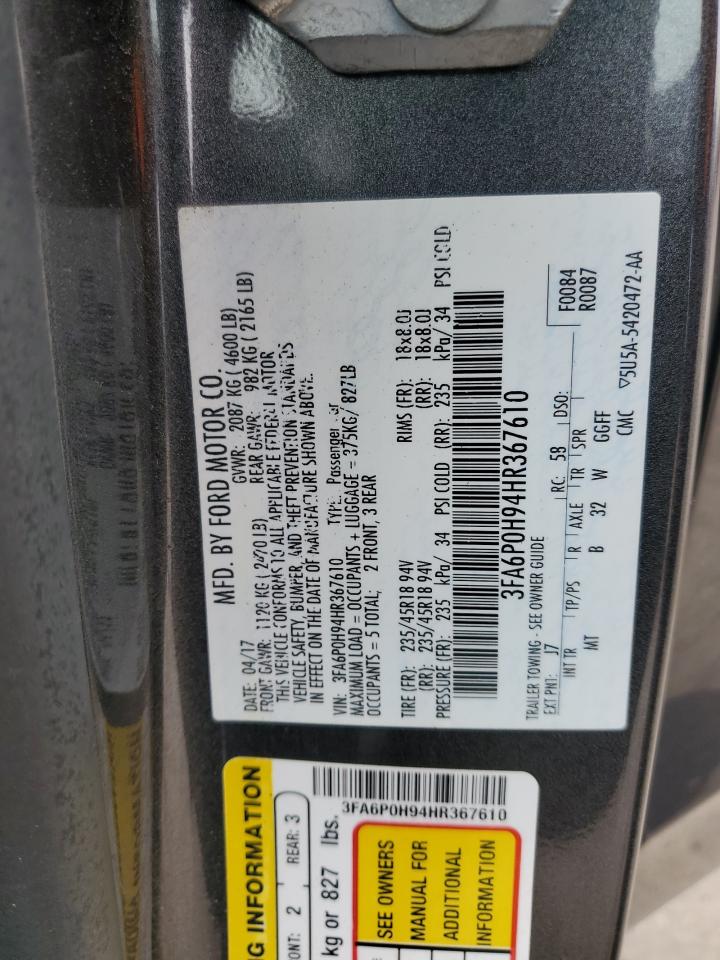 MFD. BY FORD MOTOR CO.
DATE: 04/17 GVWR: 2087 KG ( 4600 LB)
FRONT GAWR: 1120 KG ( 2470 LB) REAR GAWR: 982 KG ( 2165 LB)
THIS VEHICLE CONFORMS TO ALL APPLICABLE FEDERAL MOTOR
VEHICLE SAFETY, BUMPER, AND THEFT PREVENTION STANDARDS
IN EFFECT ON THE DATE OF MANUFACTURE SHOWN ABOVE.
VIN: 3FA6P0H94HR367610 TYPE: Passenger
MAXIMUM LOAD = OCCUPANTS + LUGGAGE = 375KG/ 827LB
OCCUPANTS = 5 TOTAL; 2 FRONT, 3 REAR
TIRE (FR): 235/45R18 94V RIMS (FR): 18x8.0J
(RR): 235/45R18 94V (RR): 18x8.0J
PRESSURE (FR): 235 kPa/ 34 PSI COLD (RR): 235 kPa/ 34 PSI COLD
3FA6P0H94HR367610
TRAILER TOWING - SEE OWNER GUIDE
EXT PNT: J7 RC: 58 DSO: F0084
INT TR TP/PS R AXLE TR SPR R0087
MT B 32 W GGFF
CMC ▽5U5A-5420472-AA
G INFORMATION
ONT: 2 REAR: 3
kg or 827 lbs.
3FA6P0H94HR367610
SEE OWNERS
MANUAL FOR
ADDITIONAL
INFORMATION